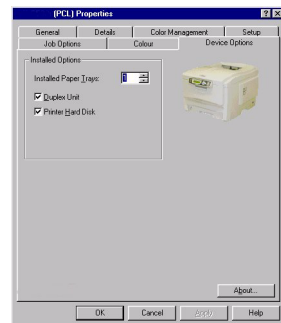 (PCL) Properties
General Details Color Management Setup
Job Options Colour Device Options
Installed Options
Installed Paper Trays: 1
Duplex Unit
Printer Hard Disk
About...
OK Cancel Apply Help